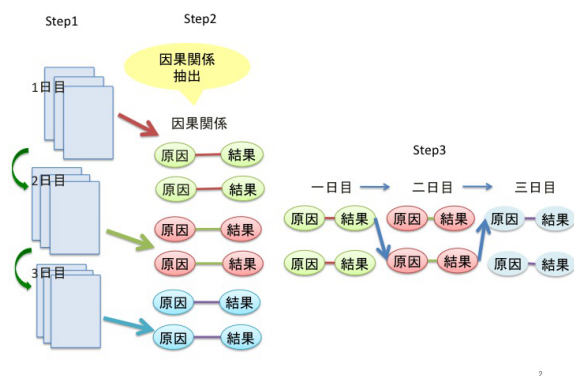 Step1
Step2
因果関係
抽出
1日目
因果関係
原因 結果
原因 結果
2日目
原因 結果
原因 結果
3日目
原因 結果
原因 結果
Step3
一日目 二日目 三日目
原因 結果 原因 結果 原因 結果
原因 結果 原因 結果 原因 結果
2